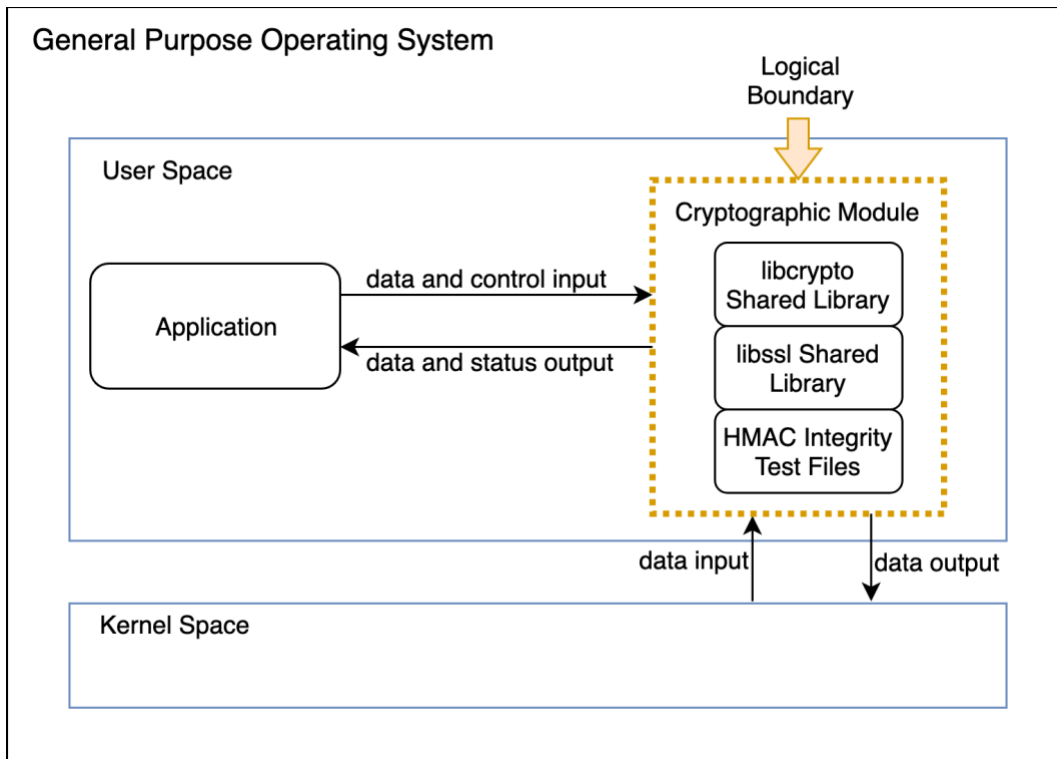 General Purpose Operating System
Logical
Boundary
User Space
Cryptographic Module
libcrypto
Shared Library
data and control input
Application
libssl Shared
Library
data and status output
HMAC Integrity
Test Files
data input
data output
Kernel Space